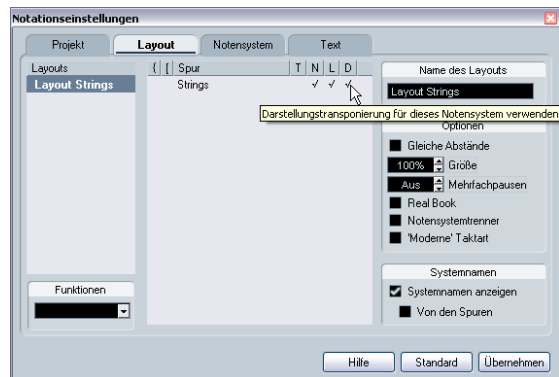 Notationseinstellungen
Projekt Layout Notensystem Text
Layouts
Layout Strings
{ [ Spur T N L D
Strings √ √ √
Darstellungstransponierung für dieses Notensystem verwenden
Funktionen
Name des Layouts
Layout Strings
Optionen
Gleiche Abstände
100% Größe
Aus Mehrfachpausen
Real Book
Notensystemtrenner
'Moderne' Taktart
Systemnamen
Systemnamen anzeigen
Von den Spuren
Hilfe Standard Übernehmen